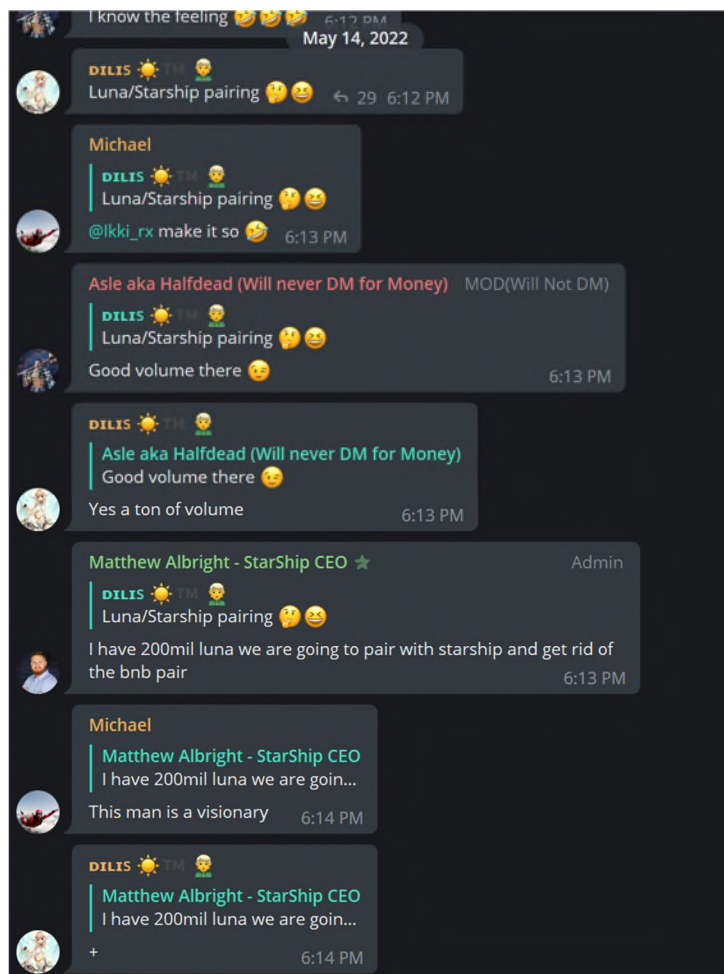 I know the feeling 🤣🤣🤣 6:12 PM
May 14, 2022
DILIS ☀️ TM 👨‍🎄
Luna/Starship pairing 🤔😆 29 6:12 PM
Michael
DILIS ☀️ TM 👨‍🎄
Luna/Starship pairing 🤔😆
@Ikki_rx make it so 🤣 6:13 PM
Asle aka Halfdead (Will never DM for Money) MOD(Will Not DM)
DILIS ☀️ TM 👨‍🎄
Luna/Starship pairing 🤔😆
Good volume there 😉 6:13 PM
DILIS ☀️ TM 👨‍🎄
Asle aka Halfdead (Will never DM for Money)
Good volume there 😉
Yes a ton of volume 6:13 PM
Matthew Albright - StarShip CEO Admin
DILIS ☀️ TM 👨‍🎄
Luna/Starship pairing 🤔😆
I have 200mil luna we are going to pair with starship and get rid of
the bnb pair 6:13 PM
Michael
Matthew Albright - StarShip CEO
I have 200mil luna we are goin...
This man is a visionary 6:14 PM
DILIS ☀️ TM 👨‍🎄
Matthew Albright - StarShip CEO
I have 200mil luna we are goin...
+ 6:14 PM